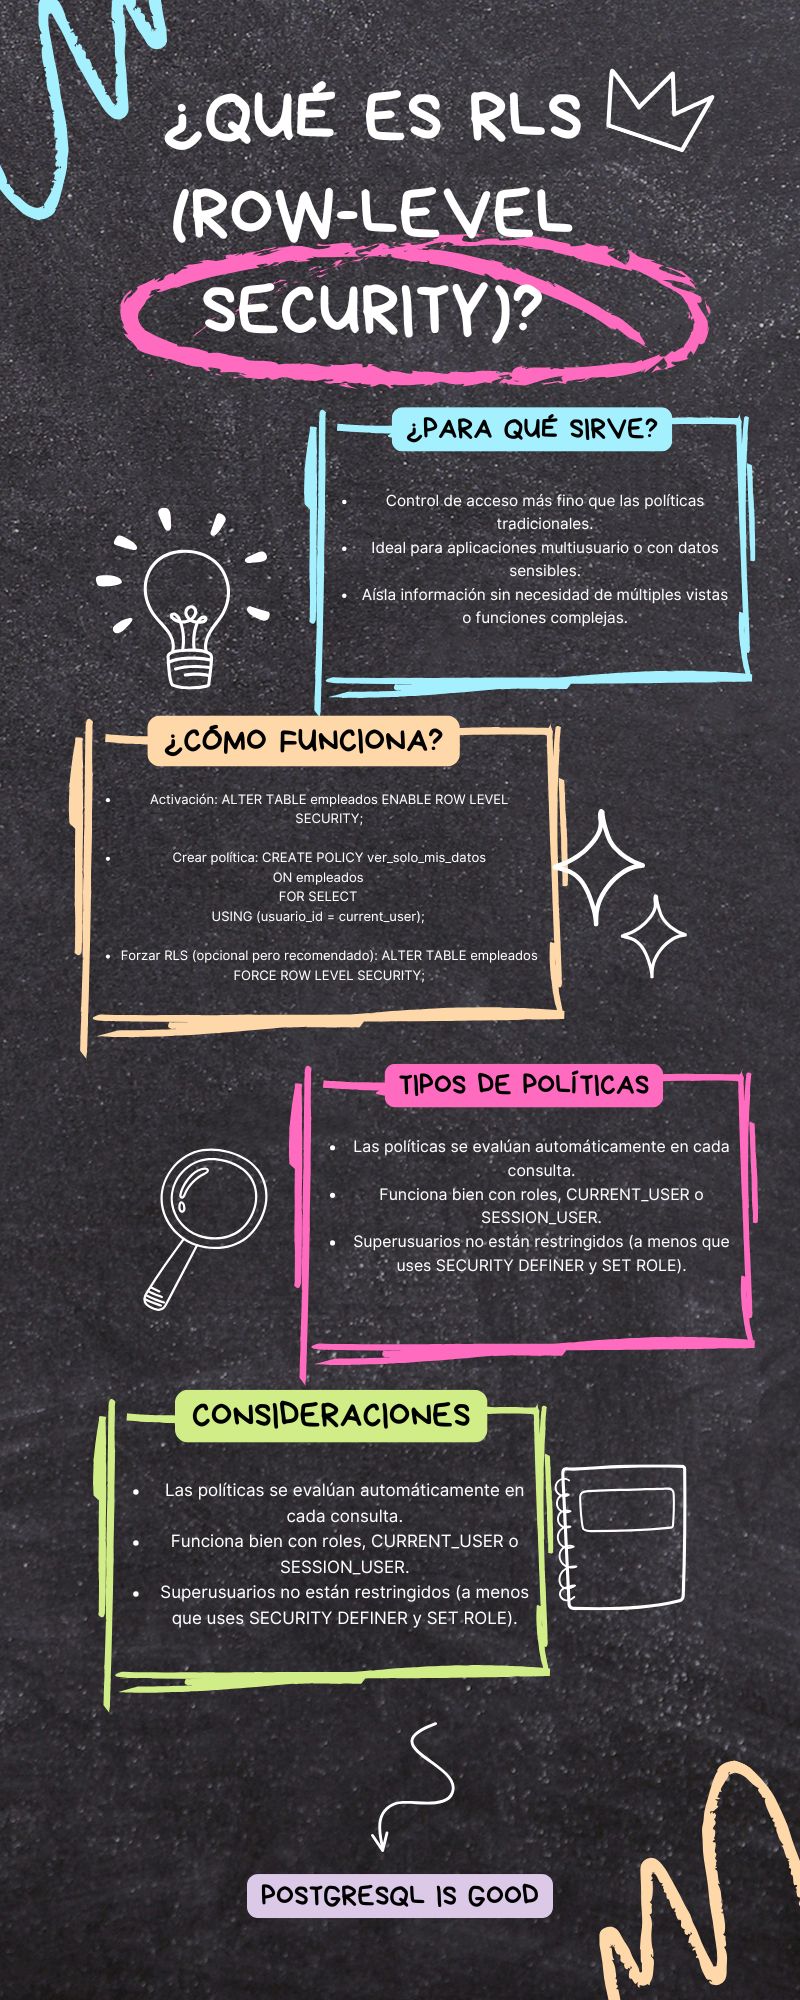 ¿QUÉ ES RLS
(ROW-LEVEL
SECURITY)?
¿PARA QUÉ SIRVE?
• Control de acceso más fino que las políticas
tradicionales.
• Ideal para aplicaciones multiusuario o con datos
sensibles.
• Aísla información sin necesidad de múltiples vistas
o funciones complejas.
¿CÓMO FUNCIONA?
• Activación: ALTER TABLE empleados ENABLE ROW LEVEL
SECURITY;
• Crear política: CREATE POLICY ver_solo_mis_datos
ON empleados
FOR SELECT
USING (usuario_id = current_user);
• Forzar RLS (opcional pero recomendado): ALTER TABLE empleados
FORCE ROW LEVEL SECURITY;
TIPOS DE POLÍTICAS
• Las políticas se evalúan automáticamente en cada
consulta.
• Funciona bien con roles, CURRENT_USER o
SESSION_USER.
• Superusuarios no están restringidos (a menos que
uses SECURITY DEFINER y SET ROLE).
CONSIDERACIONES
• Las políticas se evalúan automáticamente en
cada consulta.
• Funciona bien con roles, CURRENT_USER o
SESSION_USER.
• Superusuarios no están restringidos (a menos
que uses SECURITY DEFINER y SET ROLE).
POSTGRESQL IS GOOD